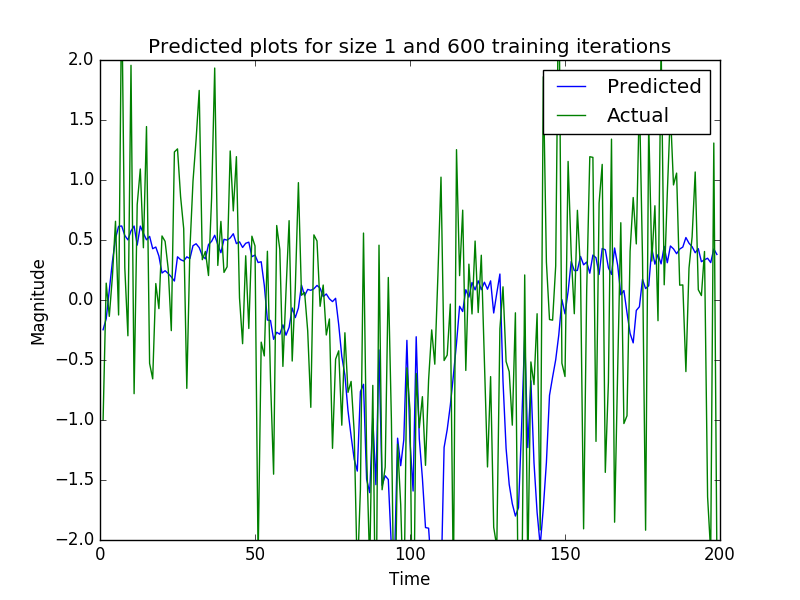 Predicted plots for size 1 and 600 training iterations
Predicted
Actual
2.0
1.5
1.0
0.5
0.0
−0.5
−1.0
−1.5
−2.0
Magnitude
0 50 100 150 200
Time